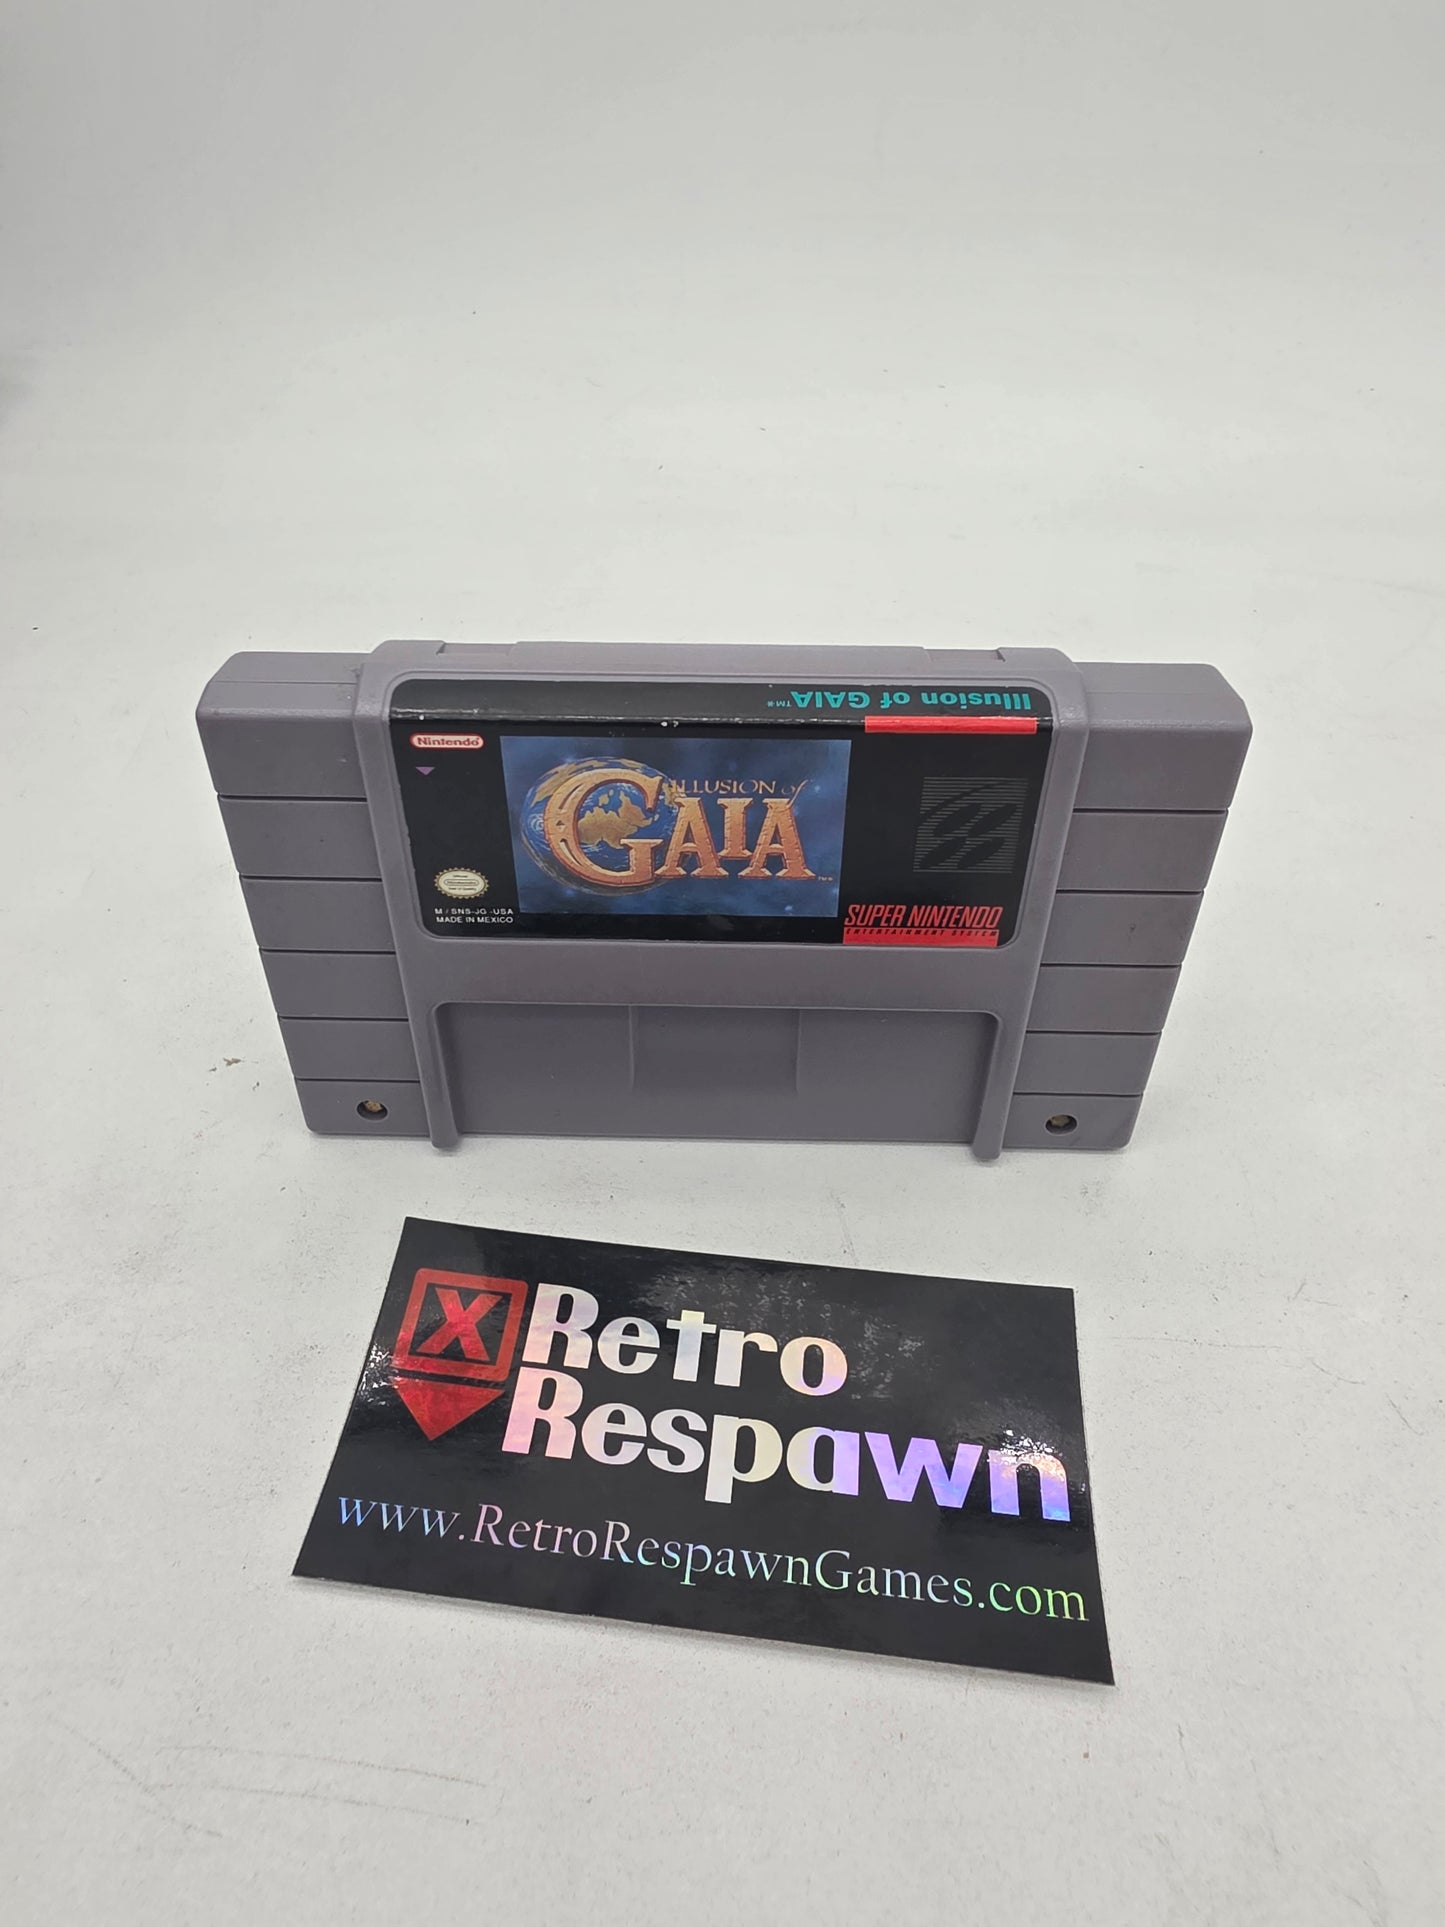 Illusion of GAIA™*
Nintendo
ILLUSION of
GAIA
M / SNS-JG -USA
MADE IN MEXICO
SUPER NINTENDO
ENTERTAINMENT SYSTEM
X Retro
Respawn
www.RetroRespawnGames.com